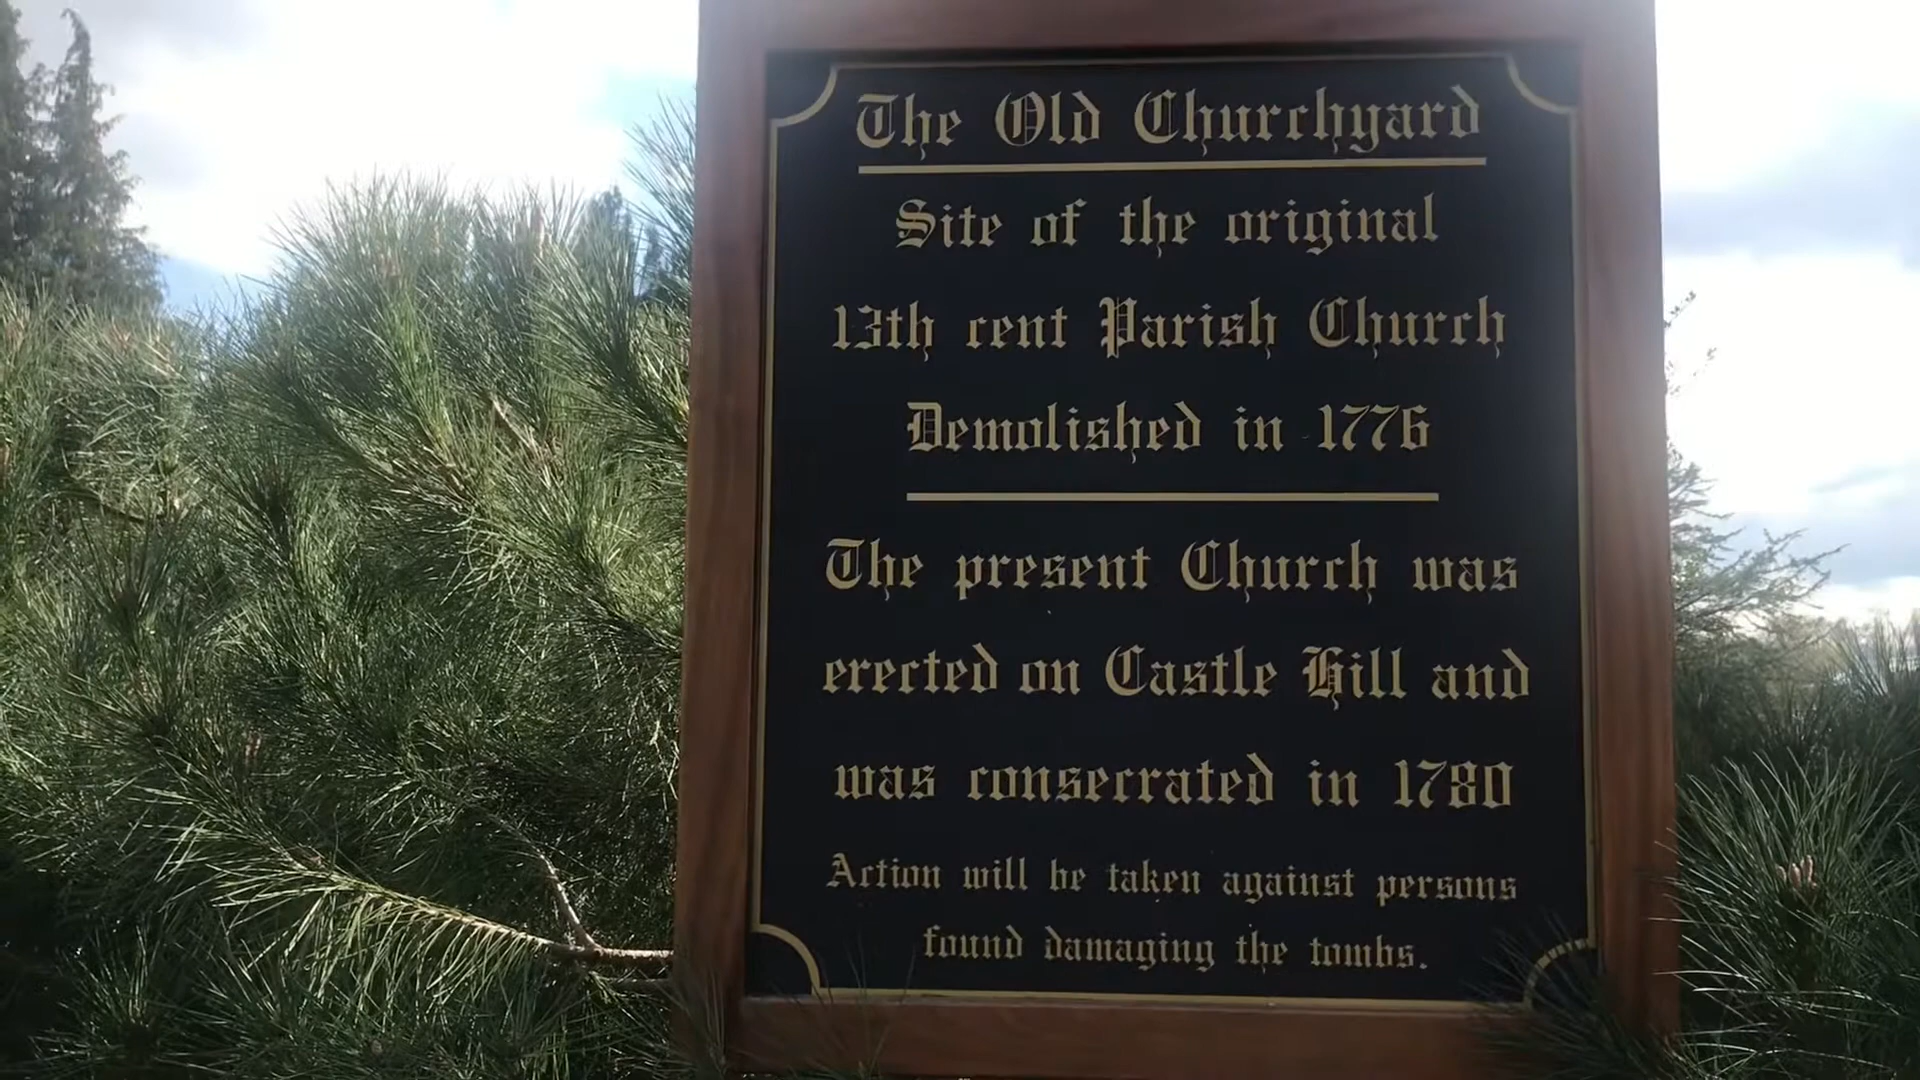 The Old Churchyard
Site of the original
13th cent Parish Church
Demolished in 1776
The present Church was
erected on Castle Hill and
was consecrated in 1780
Action will be taken against persons
found damaging the tombs.